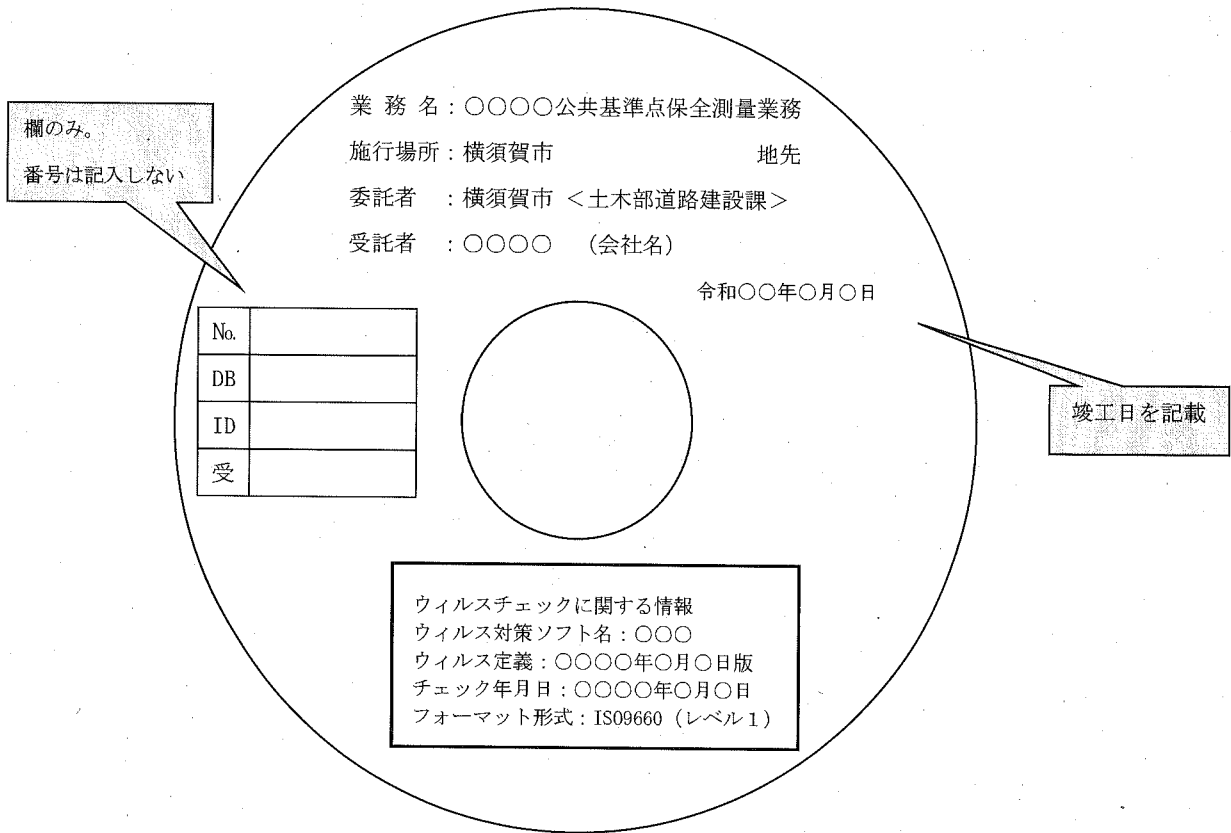 業 務 名：○○○○公共基準点保全測量業務
施行場所：横須賀市　　　　　　　　地先
委託者　：横須賀市 ＜土木部道路建設課＞
受託者　：○○○○　（会社名）
令和○○年○月○日
欄のみ。
番号は記入しない
No.
DB
ID
受
竣工日を記載
ウィルスチェックに関する情報
ウィルス対策ソフト名：○○○
ウィルス定義：○○○○年○月○日版
チェック年月日：○○○○年○月○日
フォーマット形式：ISO9660（レベル１）